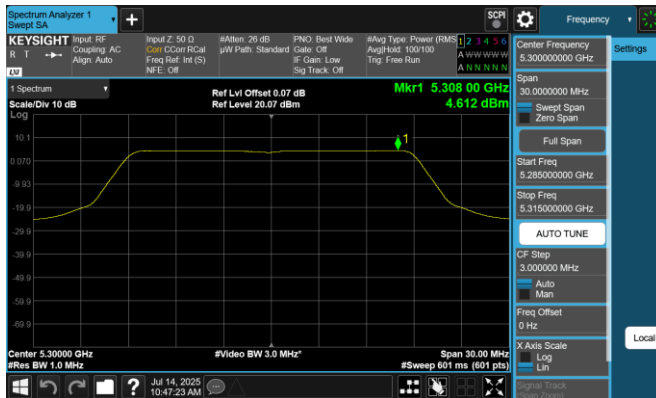 Spectrum Analyzer 1
Swept SA
+
SCPI
Frequency
KEYSIGHT
R T
LXI
Input: RF
Coupling: AC
Align: Auto
Input Z: 50 Ω
Corr CCorr RCal
Freq Ref: Int (S)
NFE: Off
#Atten: 26 dB
µW Path: Standard
PNO: Best Wide
Gate: Off
IF Gain: Low
Sig Track: Off
#Avg Type: Power (RMS
Avg|Hold: 100/100
Trig: Free Run
1 2 3 4 5 6
A W W W W W
A N N N N N
1 Spectrum
Scale/Div 10 dB
Log
Ref Lvl Offset 0.07 dB
Ref Level 20.07 dBm
Mkr1 5.308 00 GHz
4.612 dBm
10.1
0.070
-9.93
-19.9
-29.9
-39.9
-49.9
-59.9
-69.9
1
Center 5.30000 GHz
#Res BW 1.0 MHz
#Video BW 3.0 MHz*
Span 30.00 MHz
#Sweep 601 ms (601 pts)
Jul 14, 2025
10:47:23 AM
?
Center Frequency
5.300000000 GHz
Span
30.0000000 MHz
Swept Span
Zero Span
Full Span
Start Freq
5.285000000 GHz
Stop Freq
5.315000000 GHz
AUTO TUNE
CF Step
3.000000 MHz
Auto
Man
Freq Offset
0 Hz
X Axis Scale
Log
Lin
Signal Track
(Span Zoom)
Settings
Local